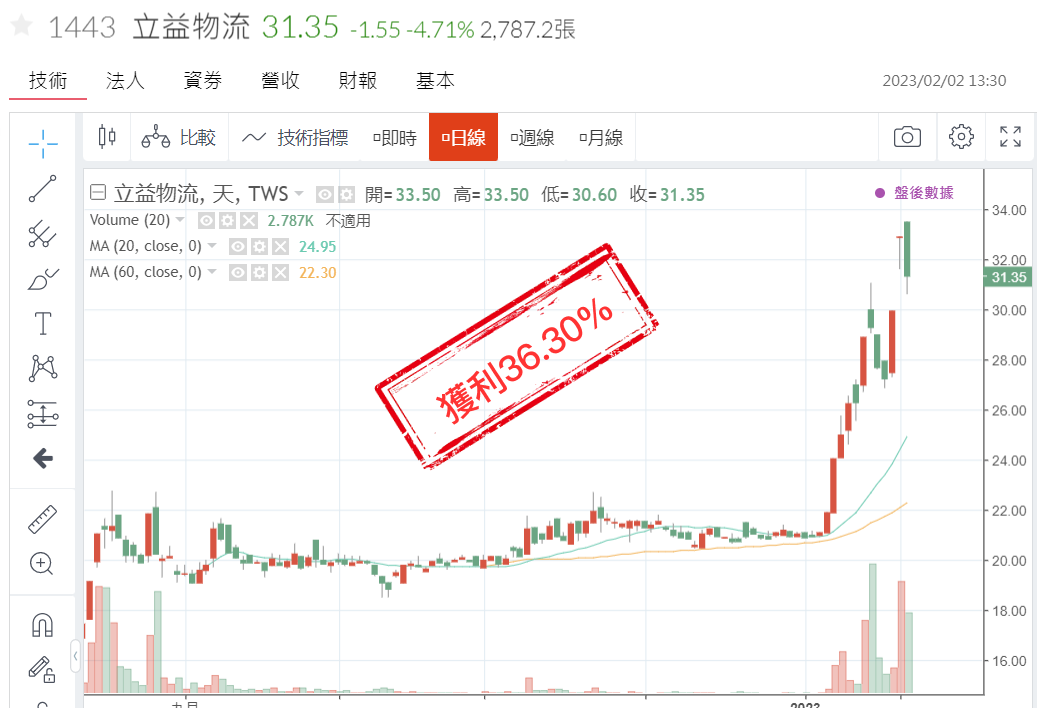 1443 立益物流 31.35 -1.55 -4.71% 2,787.2張
技術 法人 資券 營收 財報 基本
2023/02/02 13:30
比較 技術指標 即時 日線 週線 月線
立益物流, 天, TWS 開=33.50 高=33.50 低=30.60 收=31.35
盤後數據
Volume (20) 2.787K 不適用
MA (20, close, 0) 24.95
MA (60, close, 0) 22.30
獲利36.30%
34.00
32.00
31.35
30.00
28.00
26.00
24.00
22.00
20.00
18.00
16.00
九月 2023